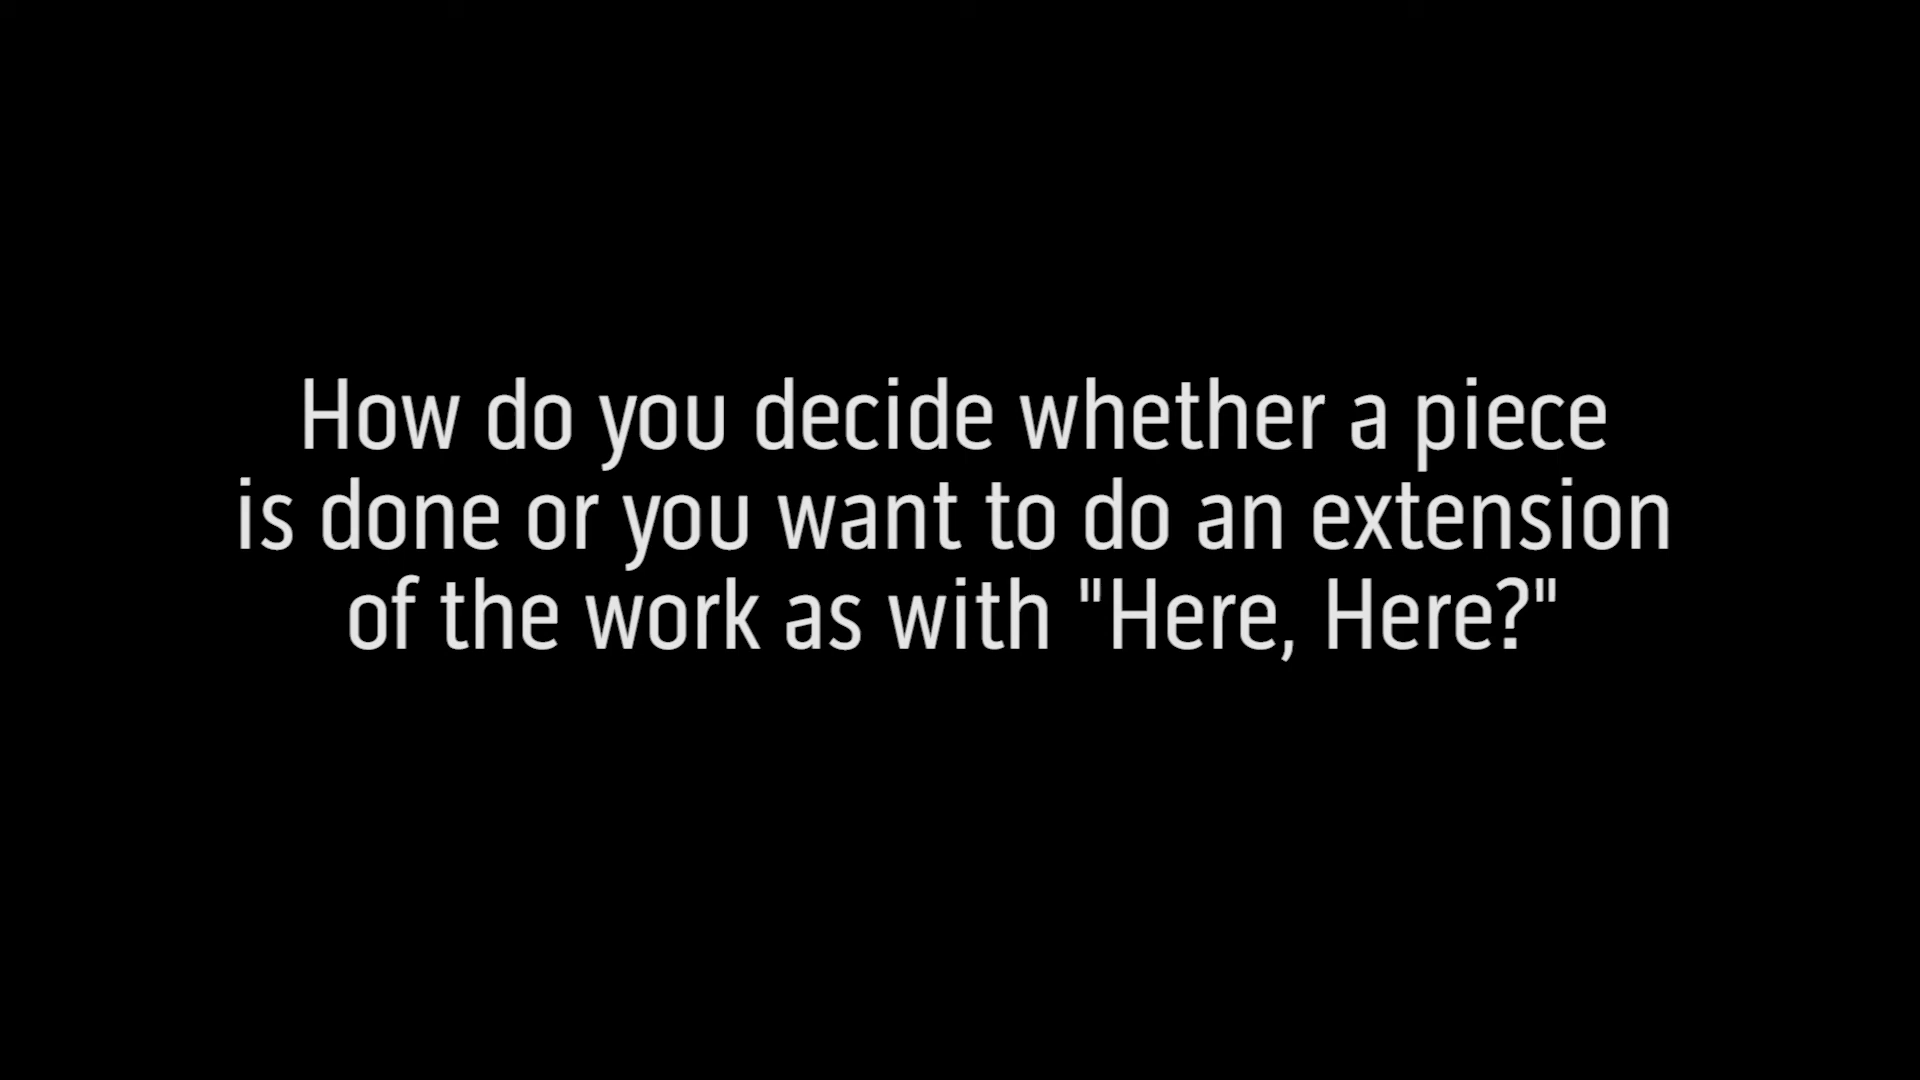 How do you decide whether a piece
is done or you want to do an extension
of the work as with "Here, Here?"